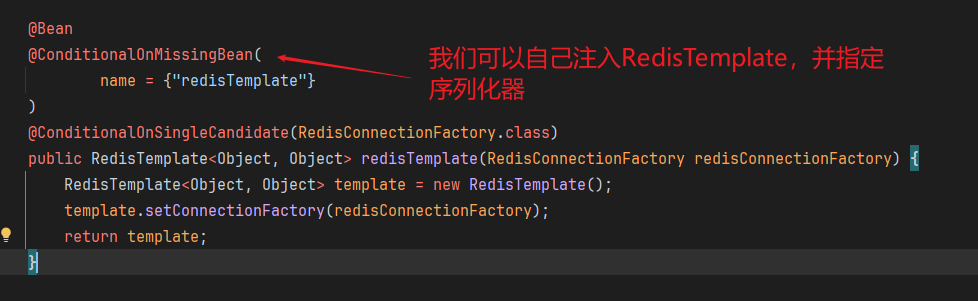 @Bean
@ConditionalOnMissingBean(
name = {"redisTemplate"}
)
@ConditionalOnSingleCandidate(RedisConnectionFactory.class)
public RedisTemplate<Object, Object> redisTemplate(RedisConnectionFactory redisConnectionFactory) {
RedisTemplate<Object, Object> template = new RedisTemplate();
template.setConnectionFactory(redisConnectionFactory);
return template;
}
我们可以自己注入RedisTemplate，并指定
序列化器